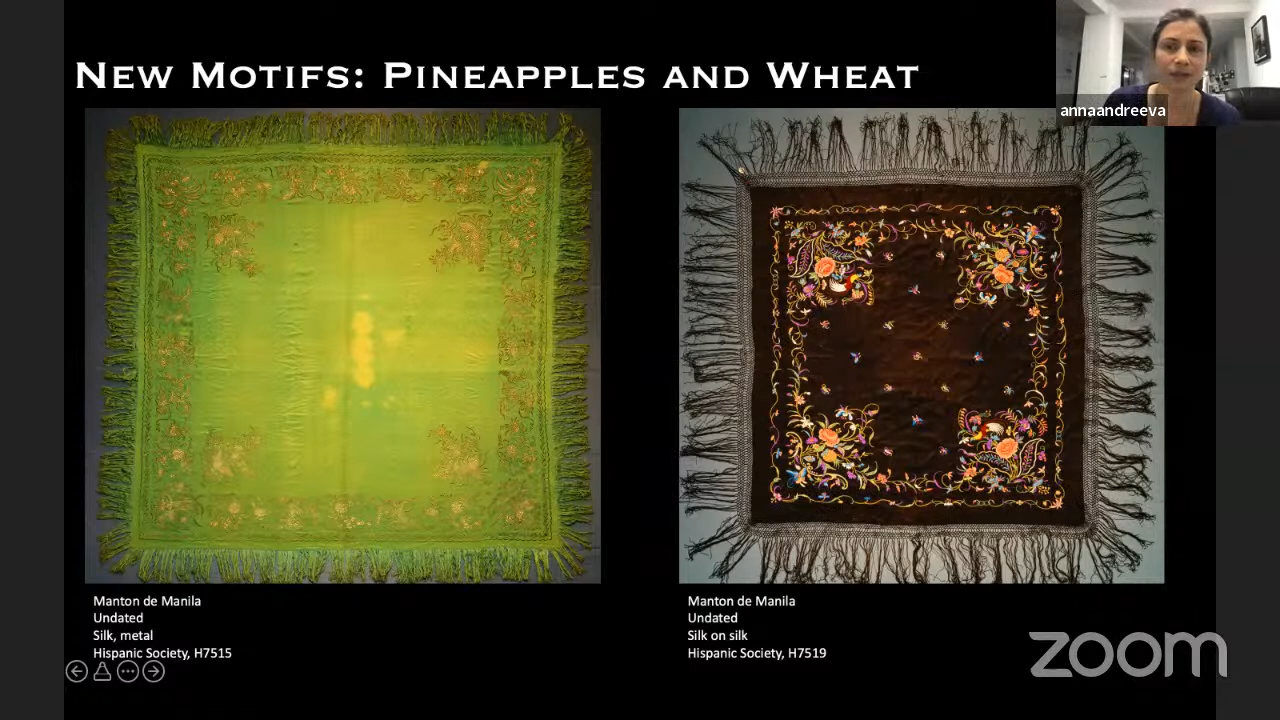 New Motifs: Pineapples and Wheat
annaandreeva
Manton de Manila
Undated
Silk, metal
Hispanic Society, H7515
Manton de Manila
Undated
Silk on silk
Hispanic Society, H7519
zoom